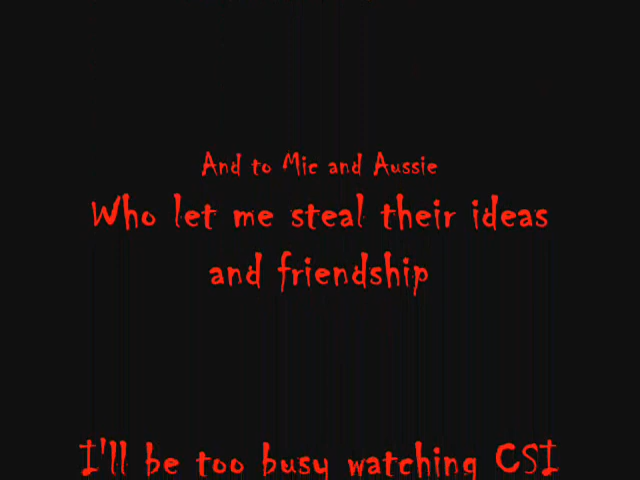 And to Mic and Aussie
Who let me steal their ideas
and friendship
I'll be too busy watching CSI